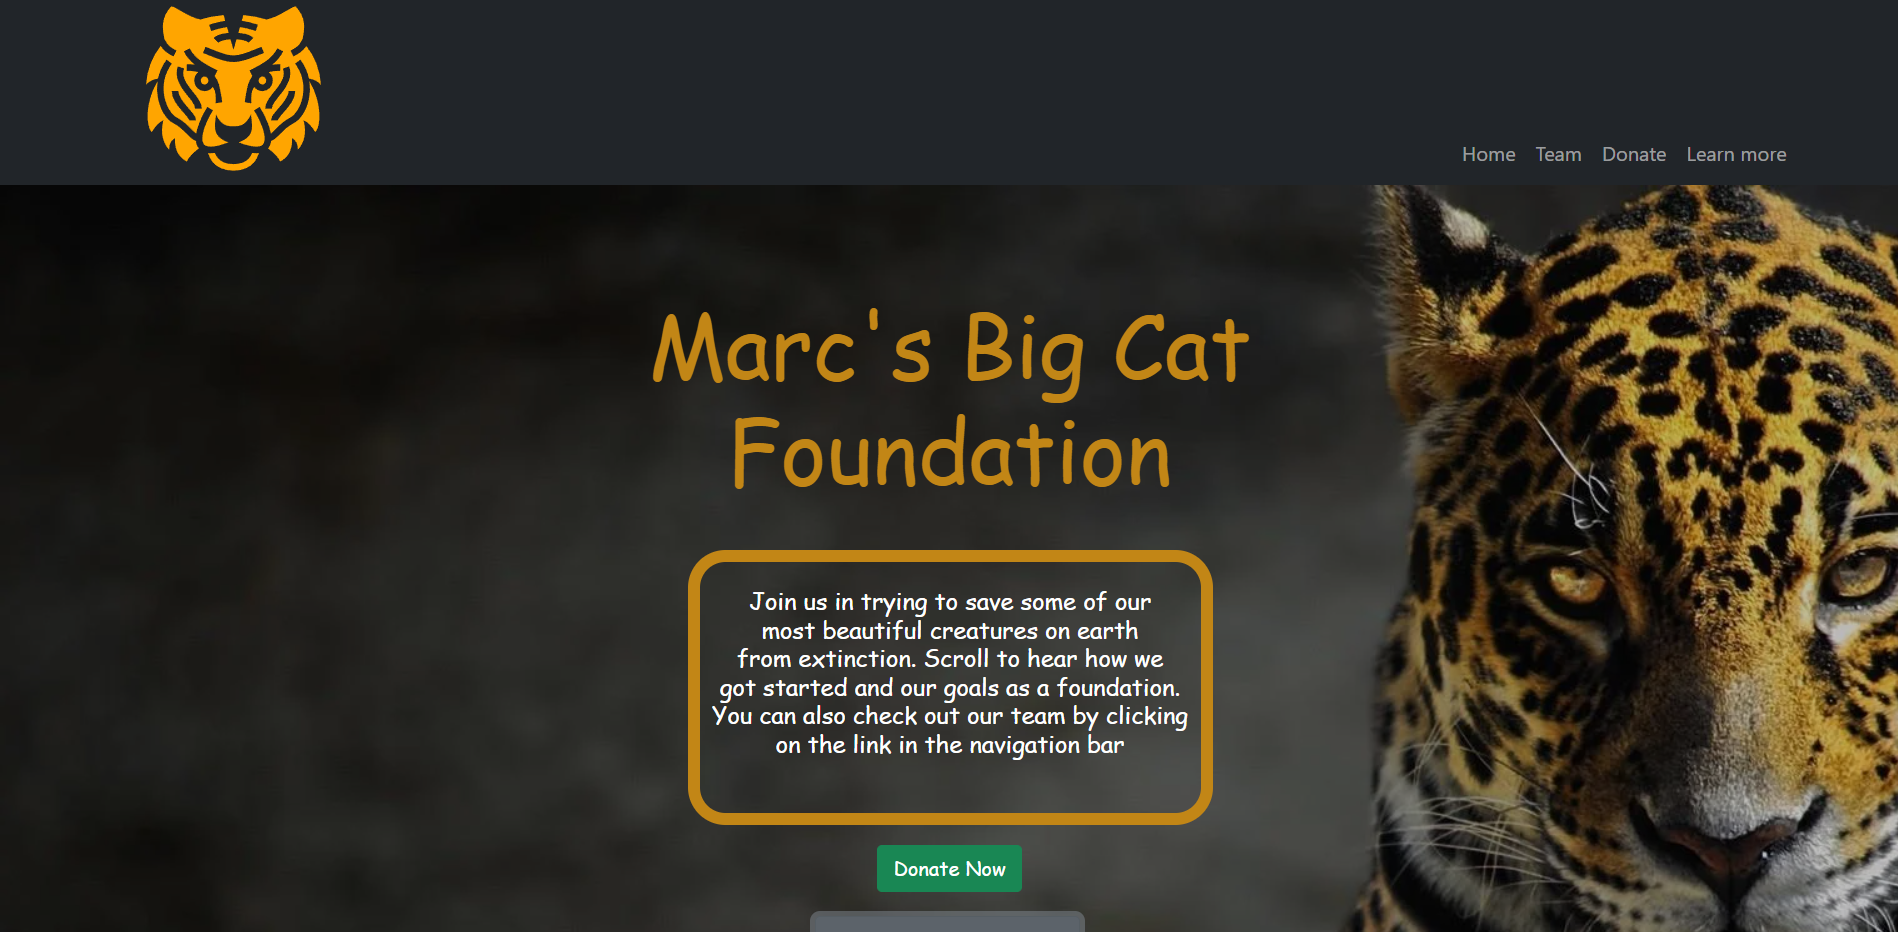 Home Team Donate Learn more
Marc's Big Cat
Foundation
Join us in trying to save some of our
most beautiful creatures on earth
from extinction. Scroll to hear how we
got started and our goals as a foundation.
You can also check out our team by clicking
on the link in the navigation bar
Donate Now